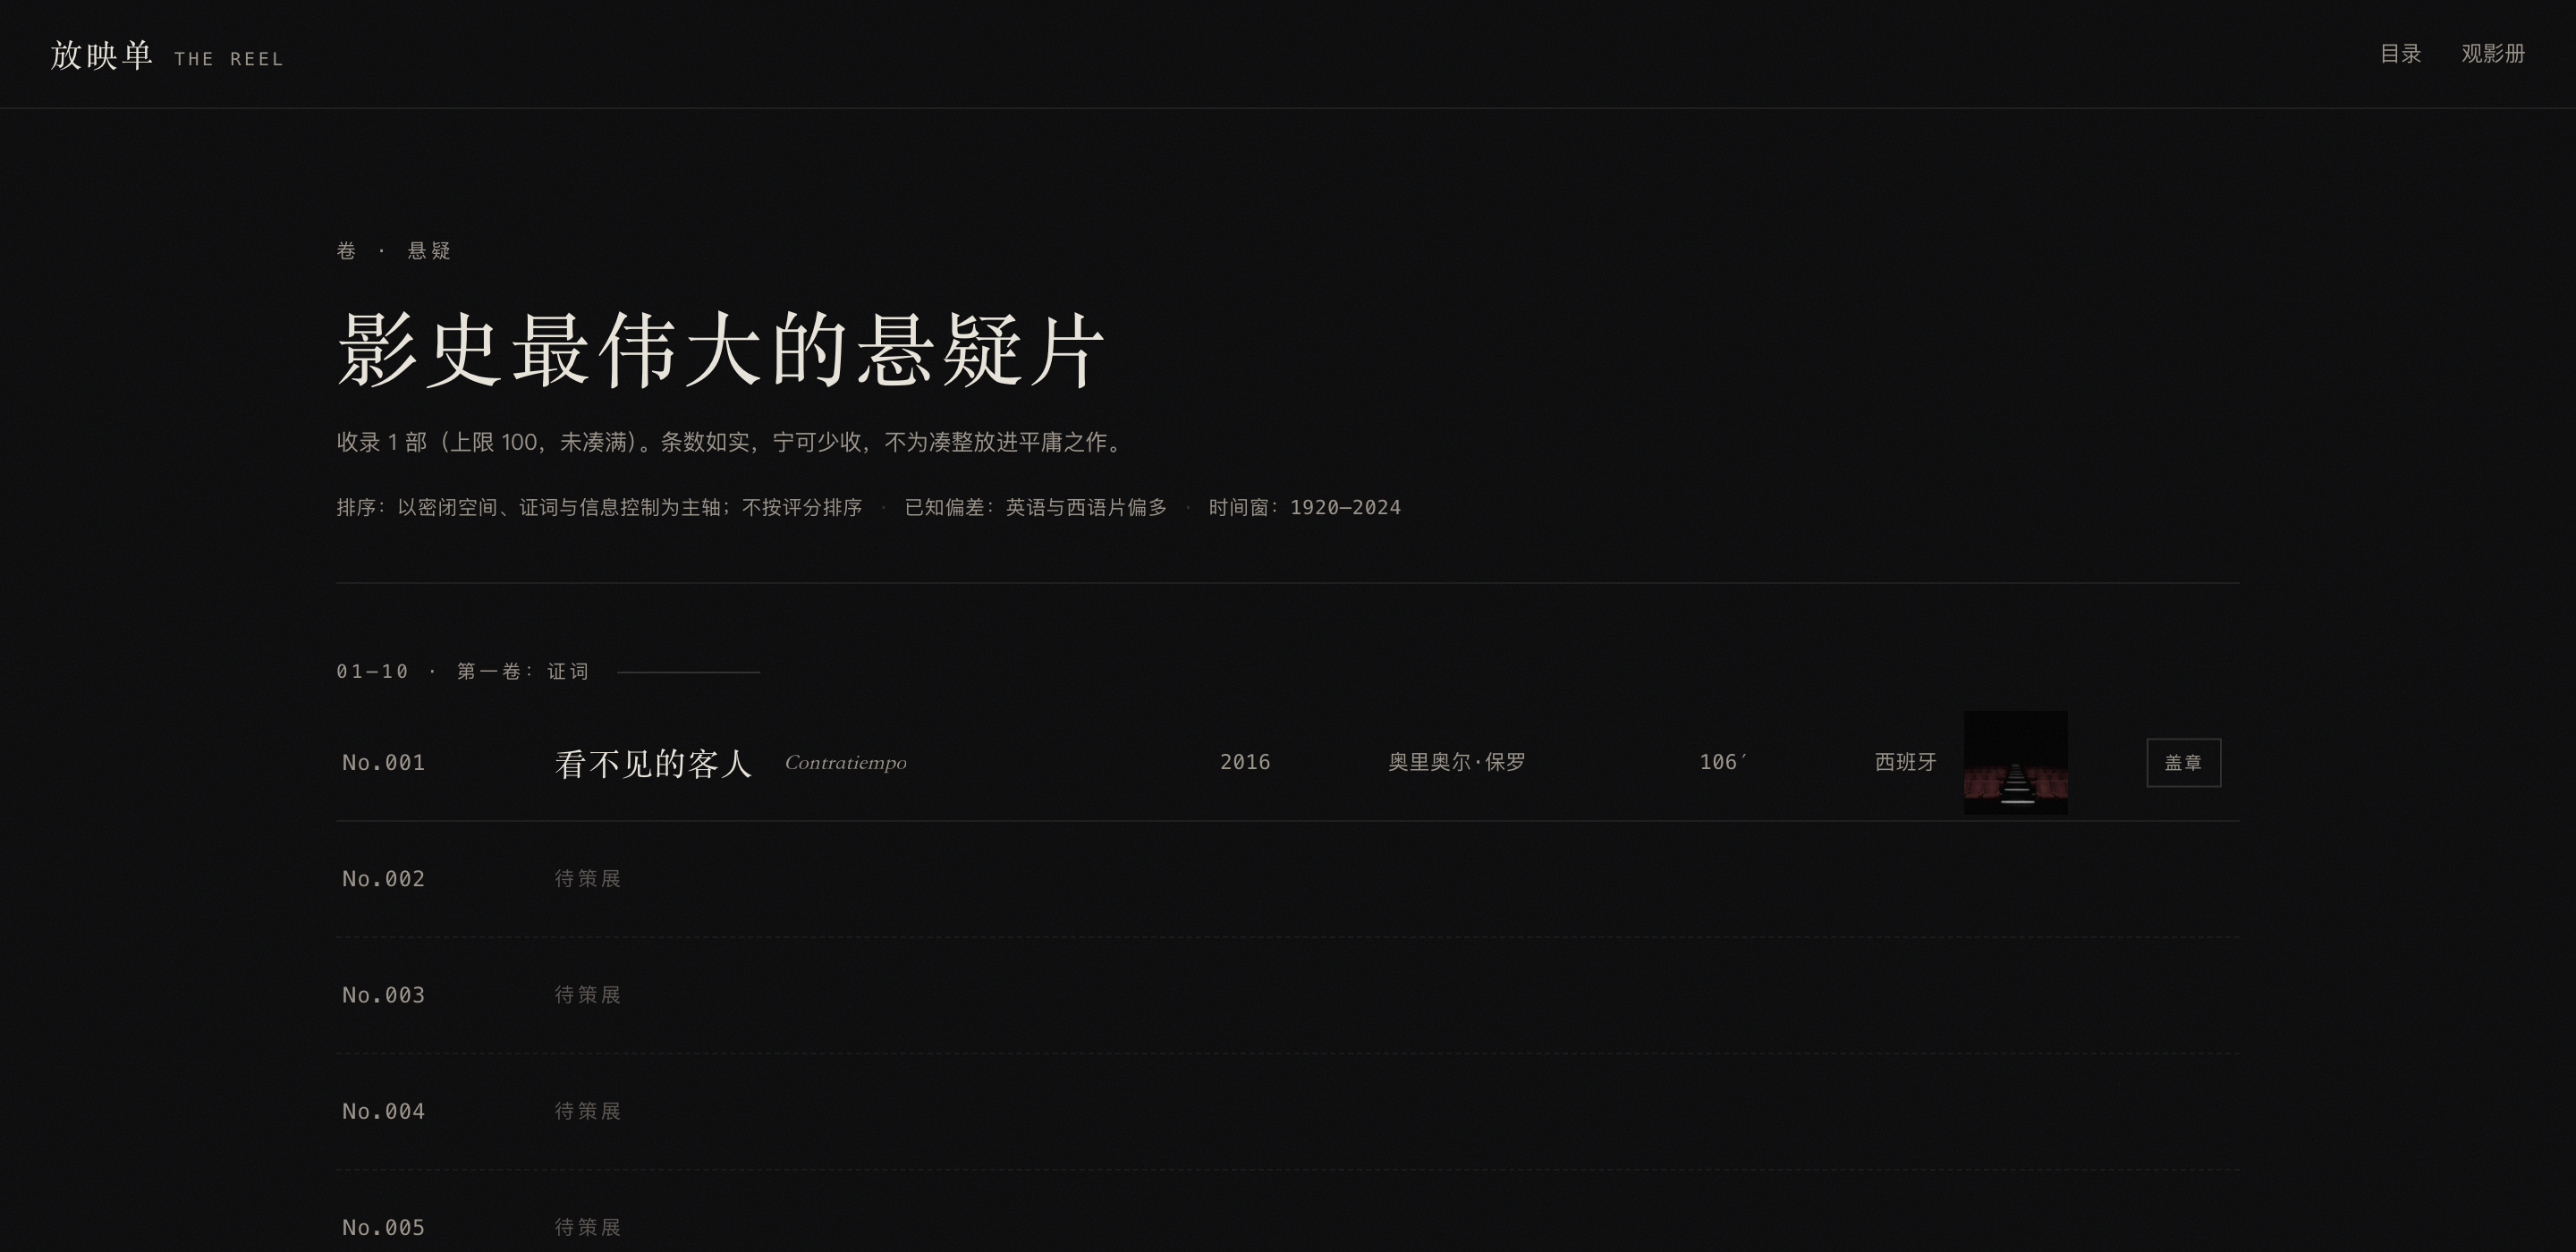 放映单 THE REEL 目录 观影册
卷 · 悬疑
影史最伟大的悬疑片
收录 1 部（上限 100，未凑满）。条数如实，宁可少收，不为凑整放进平庸之作。
排序：以密闭空间、证词与信息控制为主轴；不按评分排序 · 已知偏差：英语与西语片偏多 · 时间窗：1920—2024
01—10 · 第一卷：证词
No.001 看不见的客人 Contratiempo 2016 奥里奥尔·保罗 106′ 西班牙 盖章
No.002 待策展
No.003 待策展
No.004 待策展
No.005 待策展